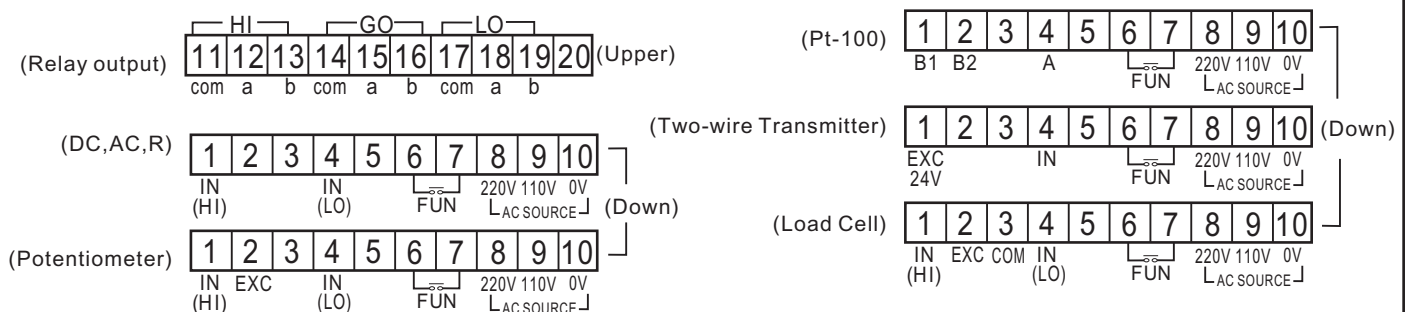 HI GO LO
(Relay output) 11 12 13 14 15 16 17 18 19 20 (Upper)
com a b com a b com a b
(DC,AC,R) 1 2 3 4 5 6 7 8 9 10
IN IN 220V 110V 0V
(HI) (LO) FUN AC SOURCE (Down)
(Potentiometer) 1 2 3 4 5 6 7 8 9 10
IN EXC IN 220V 110V 0V
(HI) (LO) FUN AC SOURCE
(Pt-100) 1 2 3 4 5 6 7 8 9 10
B1 B2 A 220V 110V 0V
FUN AC SOURCE
(Two-wire Transmitter) 1 2 3 4 5 6 7 8 9 10 (Down)
EXC IN 220V 110V 0V
24V FUN AC SOURCE
(Load Cell) 1 2 3 4 5 6 7 8 9 10
IN EXC COM IN 220V 110V 0V
(HI) (LO) FUN AC SOURCE